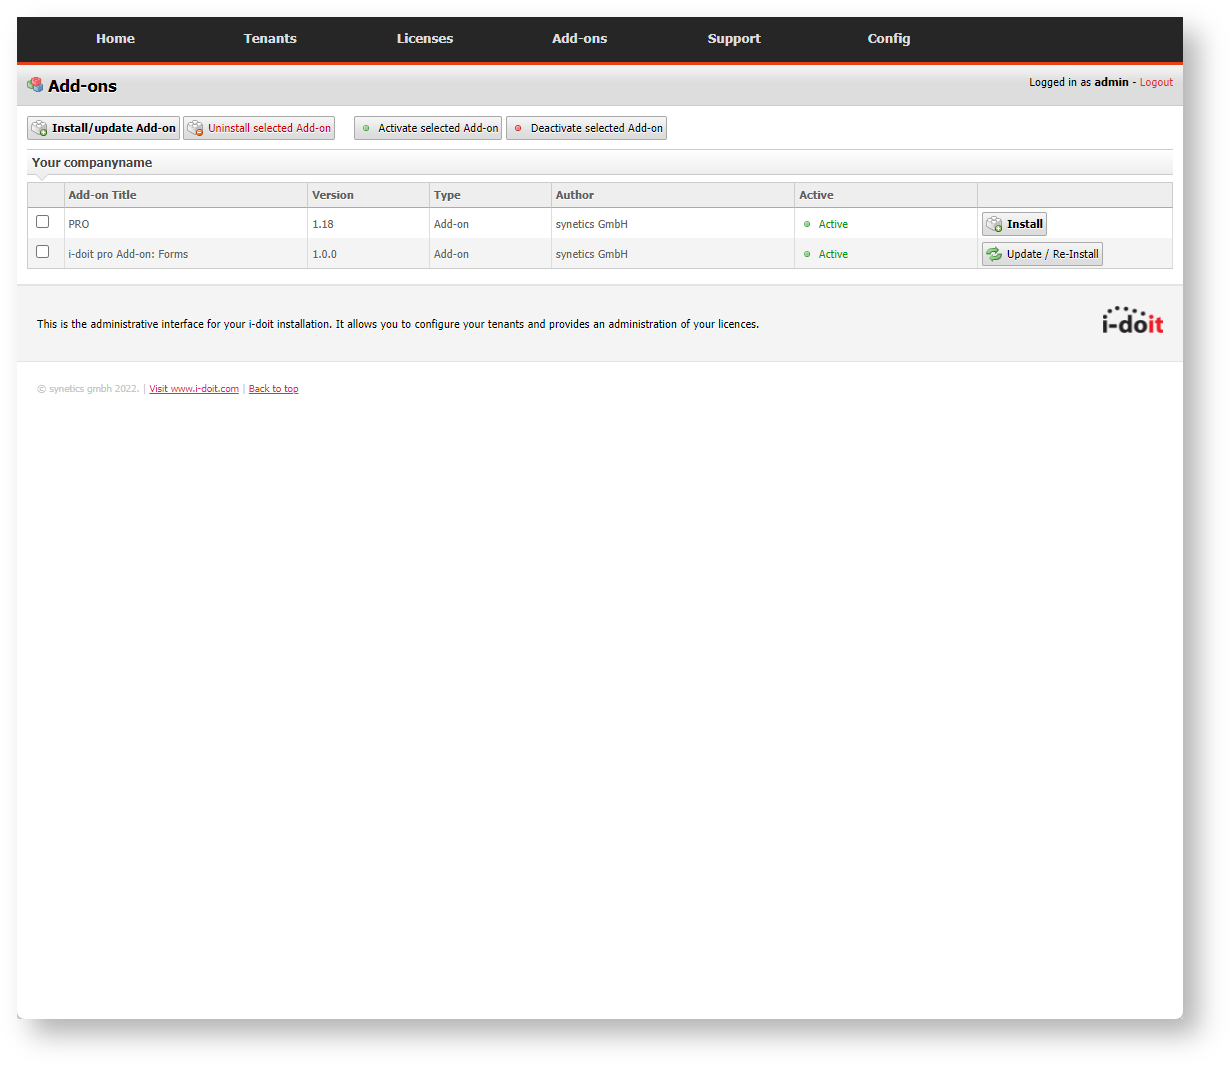 Home Tenants Licenses Add-ons Support Config
Add-ons
Logged in as admin - Logout
Install/update Add-on Uninstall selected Add-on Activate selected Add-on Deactivate selected Add-on
Your companyname
Add-on Title Version Type Author Active
PRO 1.18 Add-on synetics GmbH Active Install
i-doit pro Add-on: Forms 1.0.0 Add-on synetics GmbH Active Update / Re-Install
This is the administrative interface for your i-doit installation. It allows you to configure your tenants and provides an administration of your licences.
i-doit
© synetics gmbh 2022. | Visit www.i-doit.com | Back to top